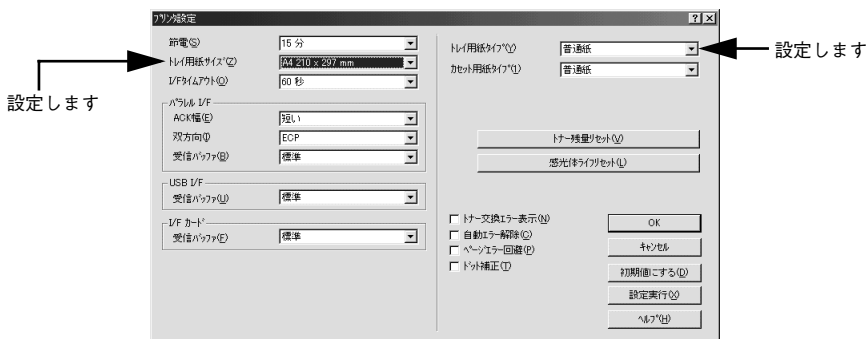 プリンタ設定
節電(S)
15 分
トレイ用紙サイズ(Z)
A4 210 x 297 mm
I/Fタイムアウト(O)
60 秒
パラレル I/F
ACK幅(E)
短い
双方向(I)
ECP
受信バッファ(B)
標準
USB I/F
受信バッファ(U)
標準
I/F カード
受信バッファ(F)
標準
トレイ用紙タイプ(Y)
普通紙
カセット用紙タイプ(1)
普通紙
トナー残量リセット(V)
感光体ライフリセット(L)
トナー交換エラー表示(N)
自動エラー解除(C)
ページエラー回避(P)
ドット補正(T)
OK
キャンセル
初期値にする(D)
設定実行(X)
ヘルプ(H)
設定します
設定します